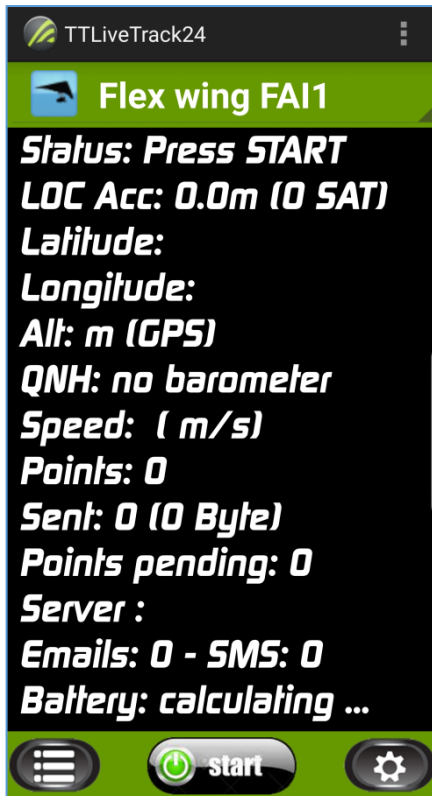 TTLiveTrack24
Flex wing FAI1
Status: Press START
LOC Acc: 0.0m (0 SAT)
Latitude:
Longitude:
Alt: m (GPS)
QNH: no barometer
Speed:  ( m/s)
Points: 0
Sent: 0 (0 Byte)
Points pending: 0
Server :
Emails: 0 - SMS: 0
Battery: calculating ...
start